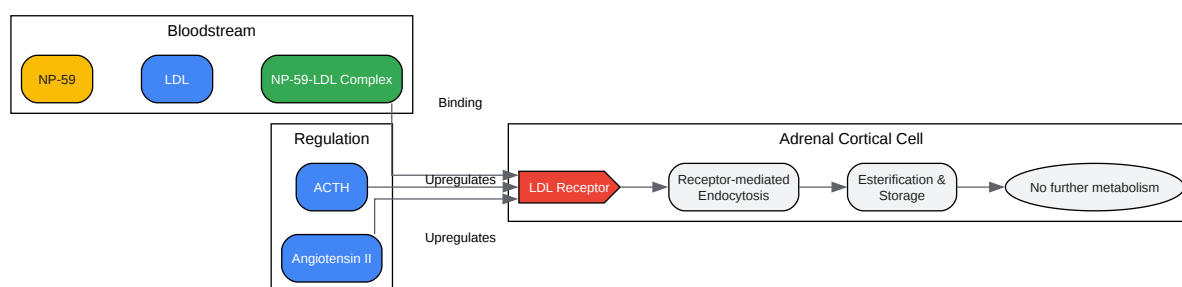 Bloodstream
NP-59
LDL
NP-59-LDL Complex
Binding
Regulation
ACTH
Upregulates
Angiotensin II
Upregulates
Adrenal Cortical Cell
LDL Receptor
Receptor-mediated
Endocytosis
Esterification &
Storage
No further metabolism